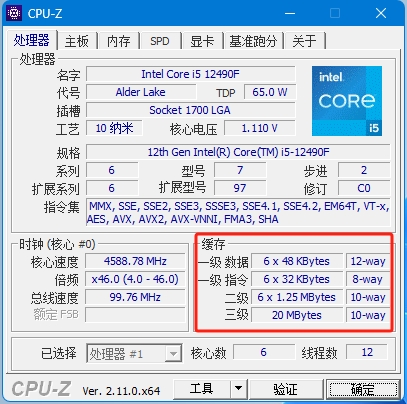 CPU-Z
处理器 主板 内存 SPD 显卡 基准跑分 关于
处理器
名字 Intel Core i5 12490F
代号 Alder Lake TDP 65.0 W
插槽 Socket 1700 LGA
工艺 10 纳米 核心电压 1.110 V
intel
CORE
i5
规格 12th Gen Intel(R) Core(TM) i5-12490F
系列 6 型号 7 步进 2
扩展系列 6 扩展型号 97 修订 C0
指令集 MMX, SSE, SSE2, SSE3, SSSE3, SSE4.1, SSE4.2, EM64T, VT-x,
AES, AVX, AVX2, AVX-VNNI, FMA3, SHA
时钟 (核心 #0)
核心速度 4588.78 MHz
倍频 x46.0 (4.0 - 46.0)
总线速度 99.76 MHz
额定 FSB
缓存
一级 数据 6 x 48 KBytes 12-way
一级 指令 6 x 32 KBytes 8-way
二级 6 x 1.25 MBytes 10-way
三级 20 MBytes 10-way
已选择 处理器 #1 核心数 6 线程数 12
CPU-Z Ver. 2.11.0.x64 工具 验证 确定